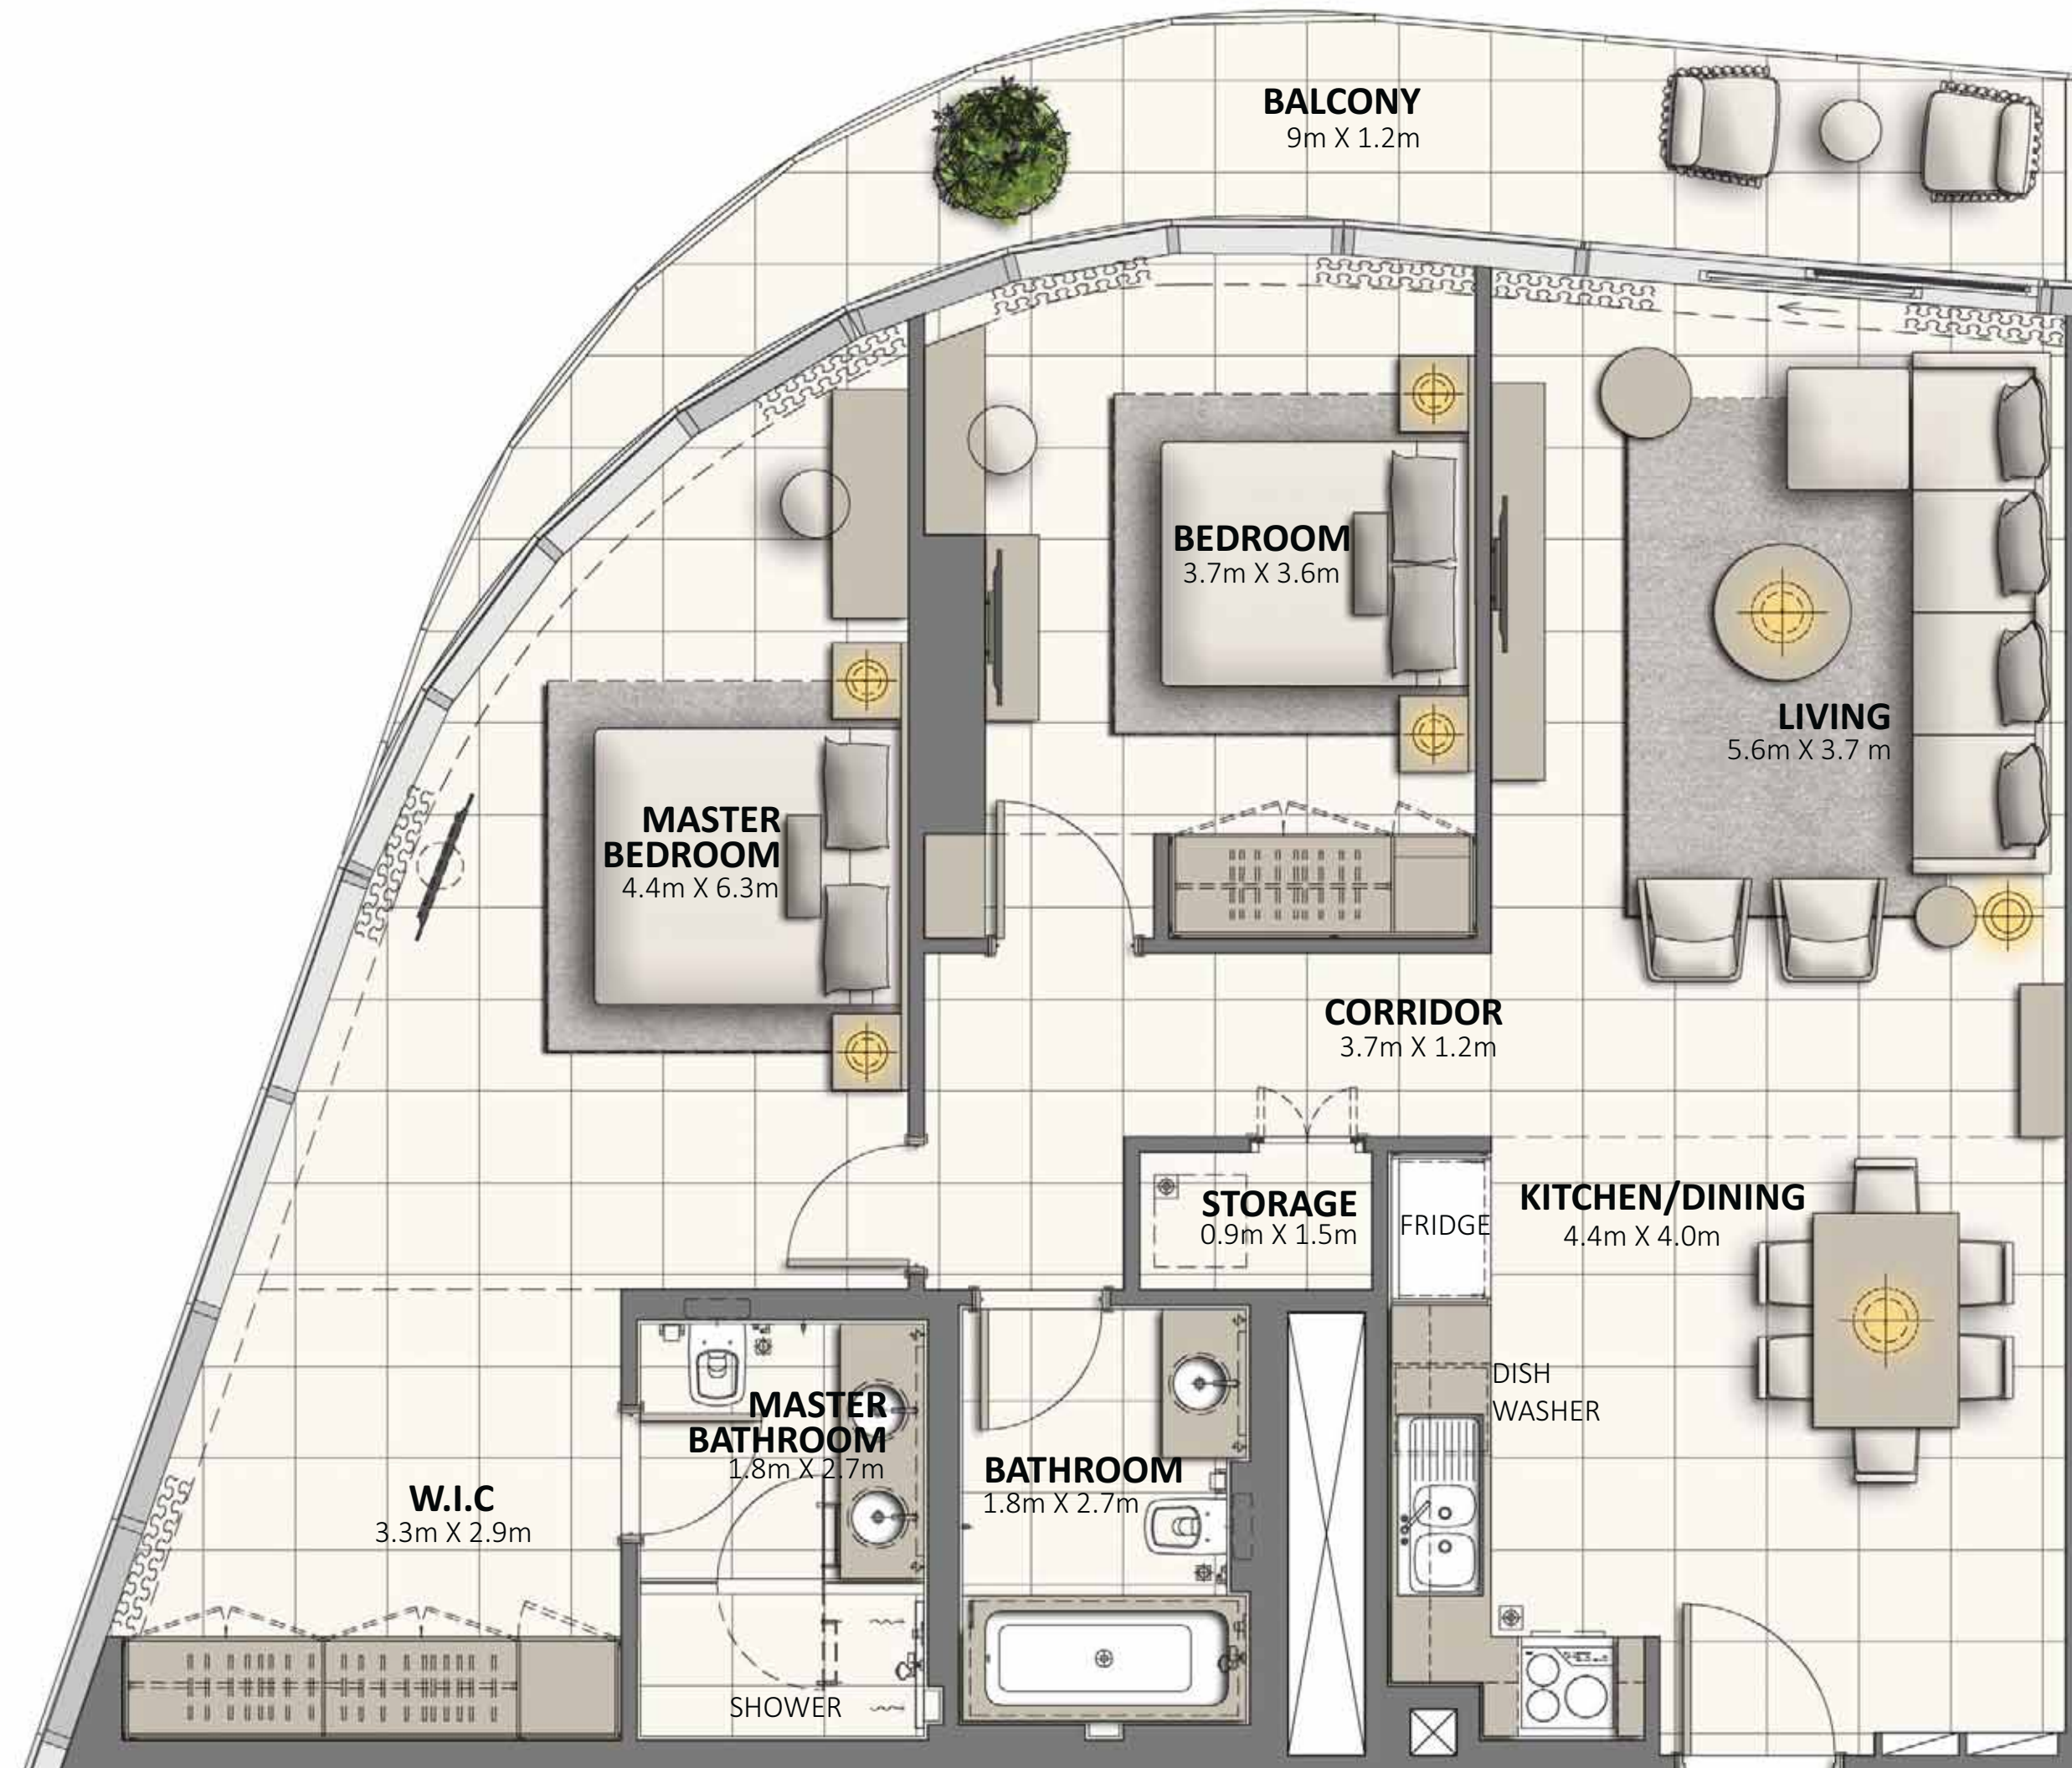 BALCONY
9m X 1.2m
BEDROOM
3.7m X 3.6m
LIVING
5.6m X 3.7 m
MASTER
BEDROOM
4.4m X 6.3m
CORRIDOR
3.7m X 1.2m
STORAGE
0.9m X 1.5m
FRIDGE
KITCHEN/DINING
4.4m X 4.0m
DISH
WASHER
MASTER
BATHROOM
1.8m X 2.7m
BATHROOM
1.8m X 2.7m
W.I.C
3.3m X 2.9m
SHOWER